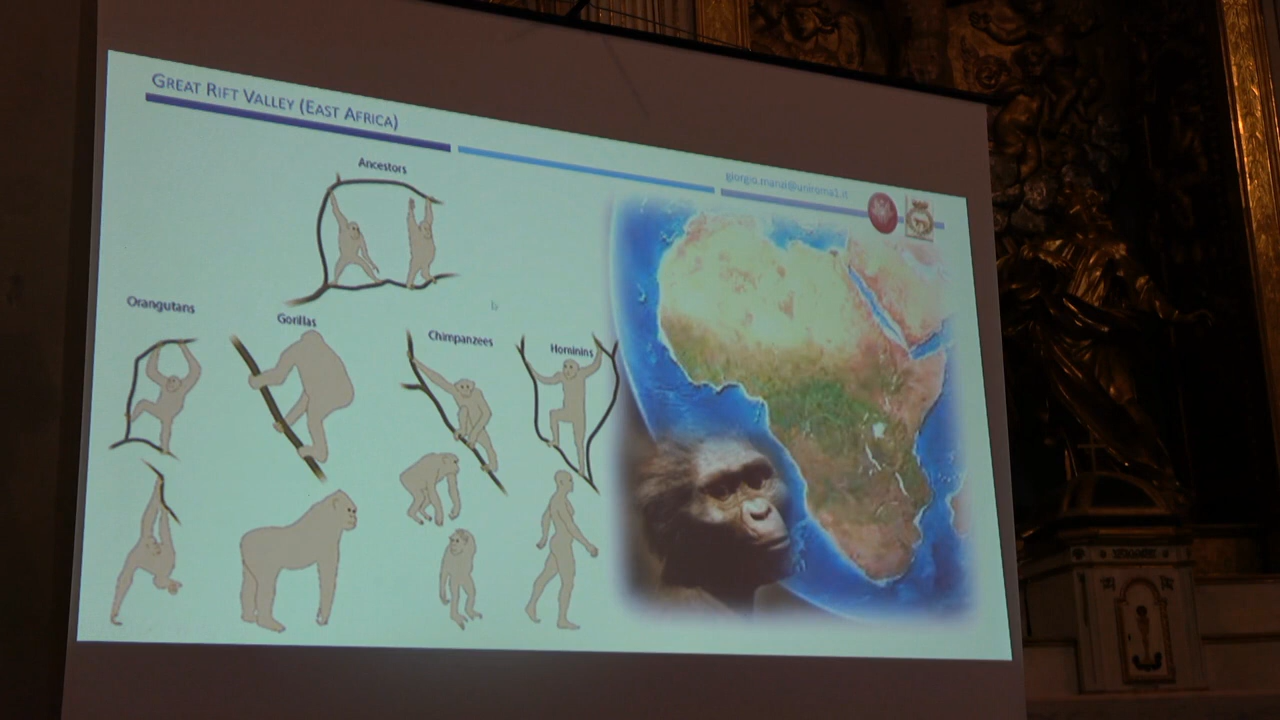 GREAT RIFT VALLEY (EAST AFRICA)
giorgio.manzi@uniroma1.it
Ancestors
Orangutans
Gorillas
Chimpanzees
Hominins
b